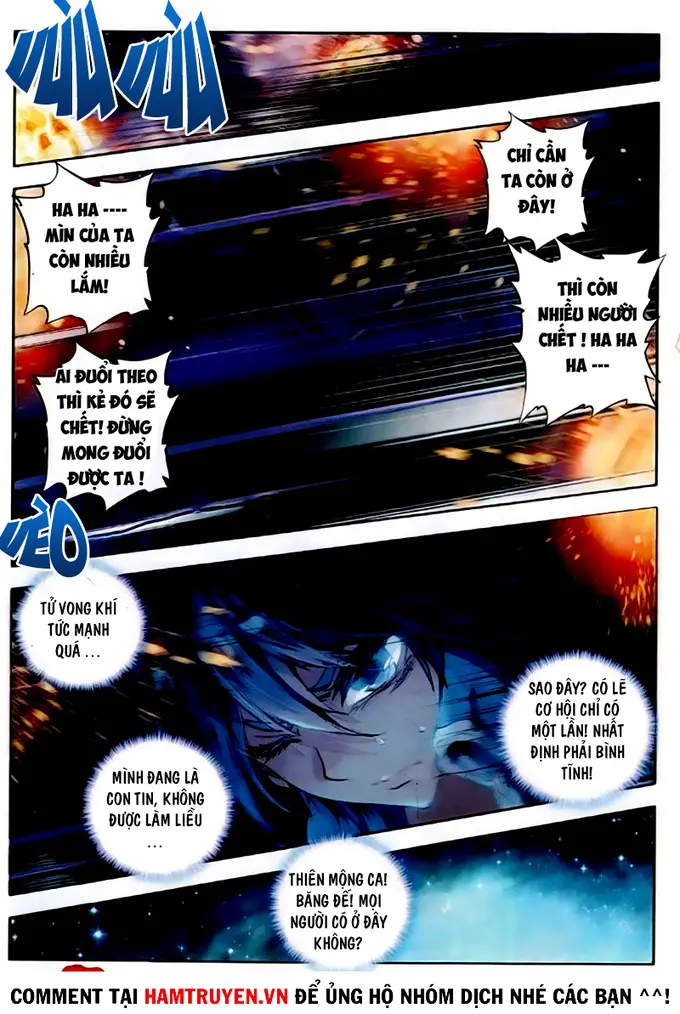 VÙÙ VÙÙ
CHỈ CẦN
TA CÒN Ở
ĐÂY!
HA HA ----
MÌN CỦA TA
CÒN NHIỀU
LẮM!
THÌ CÒN
NHIỀU NGƯỜI
CHẾT ! HA HA
HA ---
AI ĐUỔI THEO
THÌ KẺ ĐÓ SẼ
CHẾT! ĐỪNG
MONG ĐUỔI
ĐƯỢC TA !
VÈO
TỬ VONG KHÍ
TỨC MẠNH
QUÁ ...
SAO ĐÂY? CÓ LẼ
CƠ HỘI CHỈ CÓ
MỘT LẦN! NHẤT
ĐỊNH PHẢI BÌNH
TĨNH!
MÌNH ĐANG LÀ
CON TIN, KHÔNG
ĐƯỢC LÀM LIỀU
...
THIÊN MỘNG CA!
BĂNG ĐẾ! MỌI
NGƯỜI CÓ Ở ĐÂY
KHÔNG?
COMMENT TẠI HAMTRUYEN.VN ĐỂ ỦNG HỘ NHÓM DỊCH NHÉ CÁC BẠN ^^!